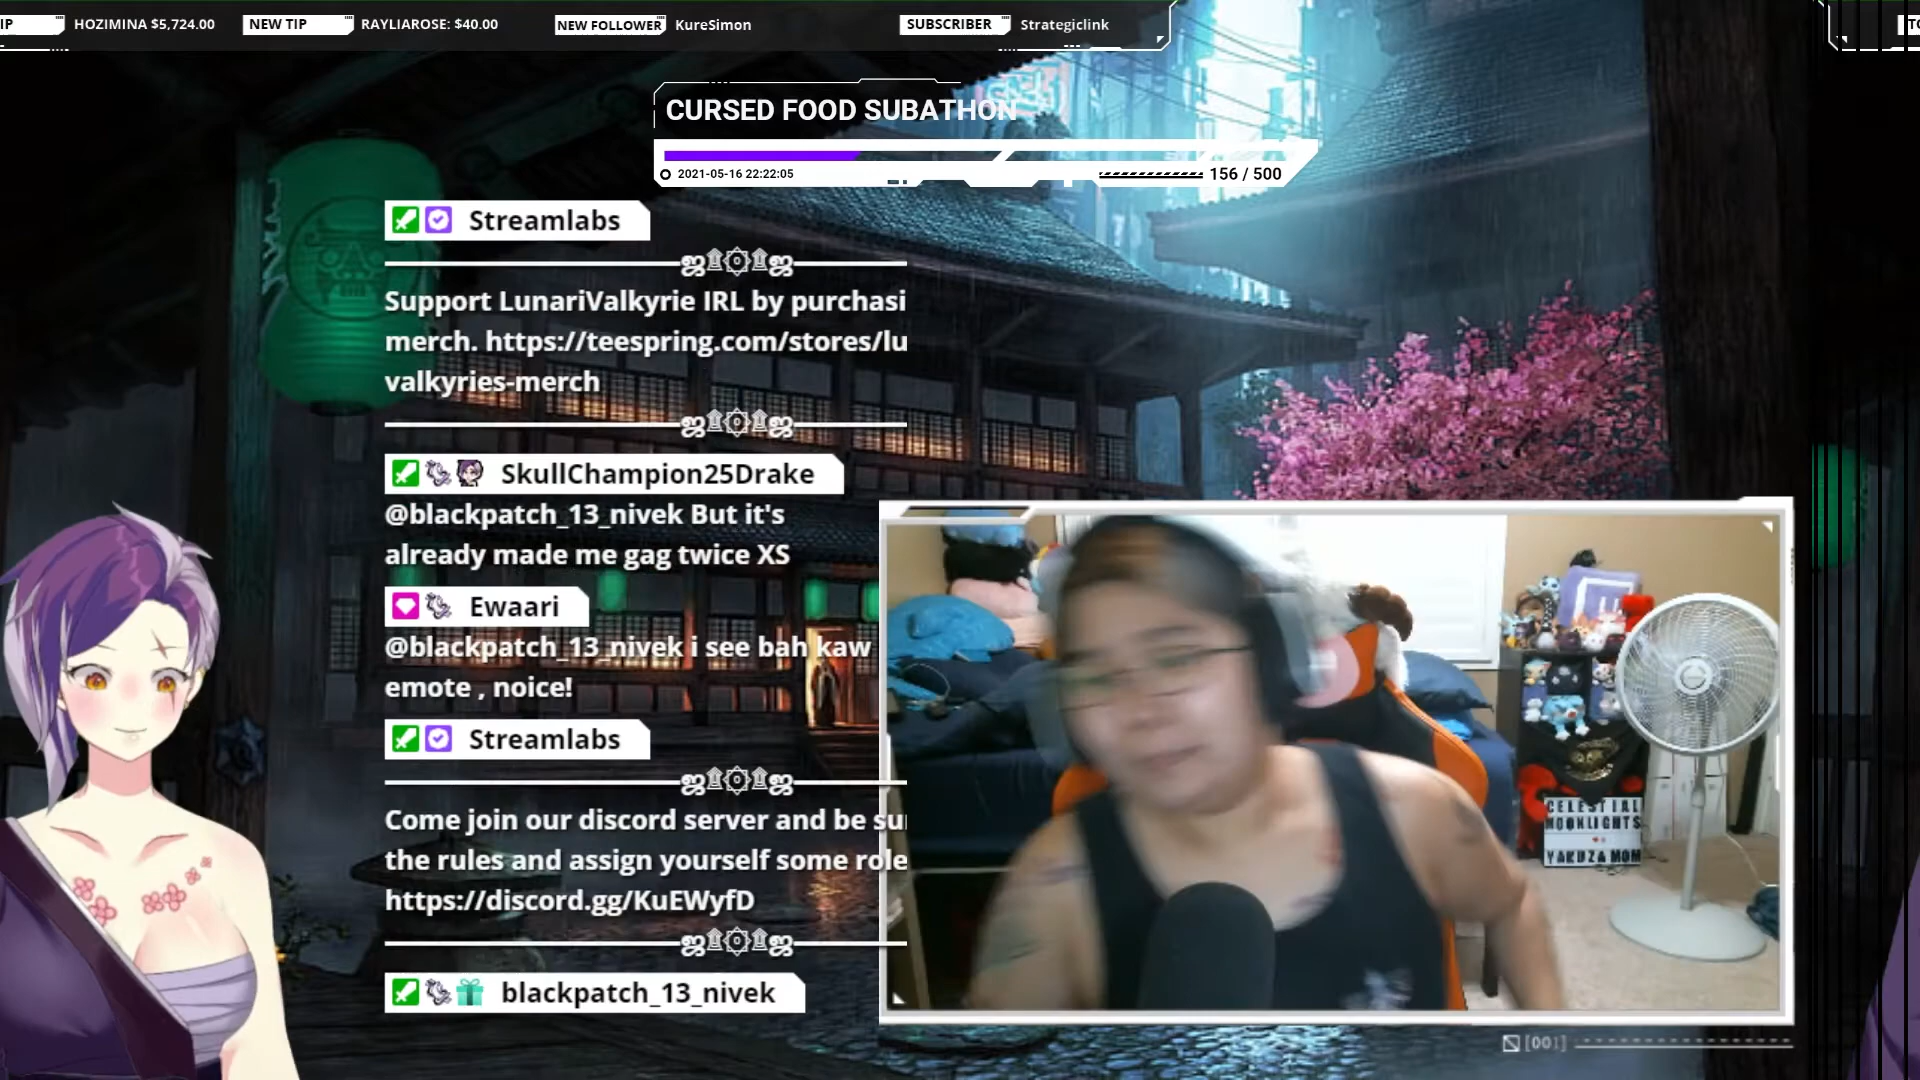 IP
HOZIMINA $5,724.00
NEW TIP
RAYLIAROSE: $40.00
NEW FOLLOWER
KureSimon
SUBSCRIBER
Strategiclink
TO
CURSED FOOD SUBATHON
2021-05-16 22:22:05
156 / 500
Streamlabs
Support LunariValkyrie IRL by purchasi
merch. https://teespring.com/stores/lu
valkyries-merch
SkullChampion25Drake
@blackpatch_13_nivek But it's
already made me gag twice XS
Ewaari
@blackpatch_13_nivek i see bah kaw
emote , noice!
Streamlabs
Come join our discord server and be su
the rules and assign yourself some role
https://discord.gg/KuEWyfD
blackpatch_13_nivek
CELESTIAL
MOONLIGHTS
YAKUZA MOM
[001]